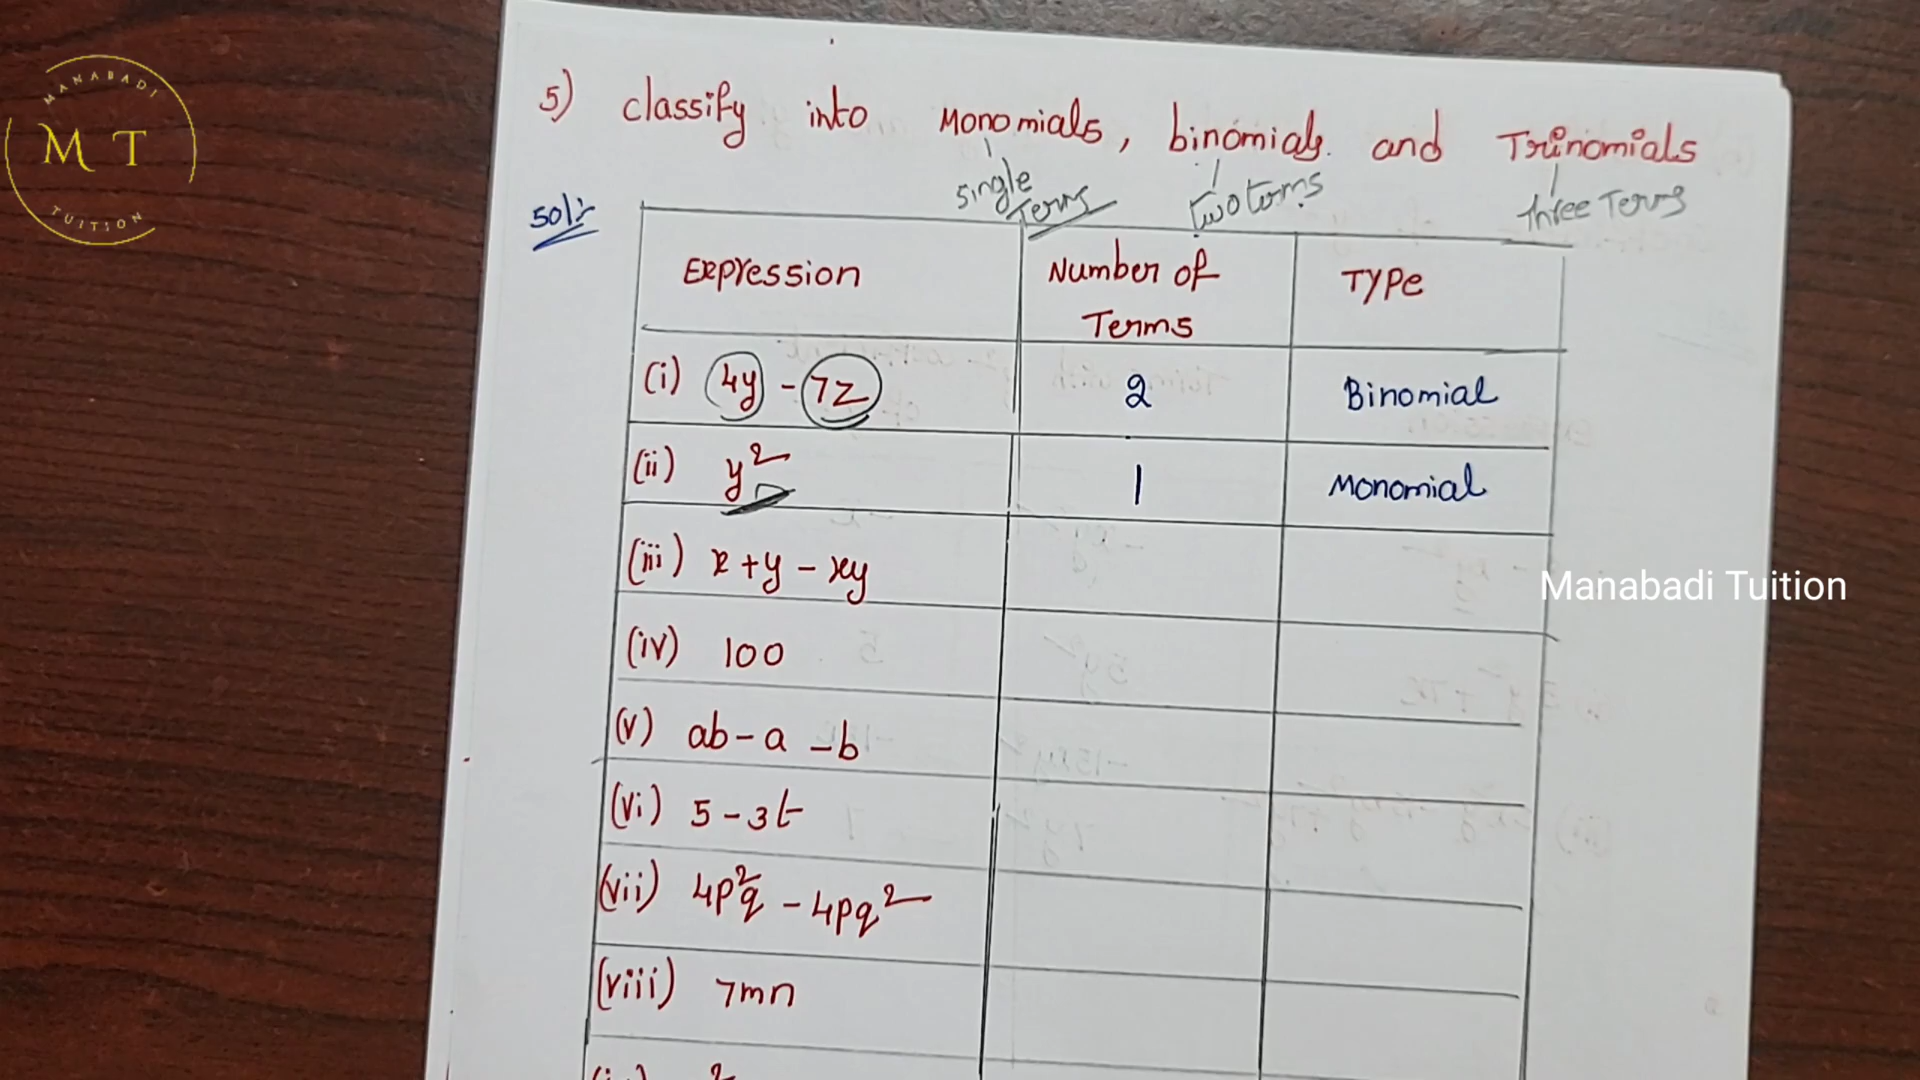 MANABADI
MT
TUITION
5) classify into Monomials, binomials and Trinomials
single Terms
two terms
three Terms
Sol:-
Expression Number of Terms Type
(i) 4y - 7z 2 Binomial
(ii) y² 1 Monomial
(iii) x + y - xy
Manabadi Tuition
(iv) 100
(v) ab - a - b
(vi) 5 - 3t
(vii) 4p²q - 4pq²
(viii) 7mn